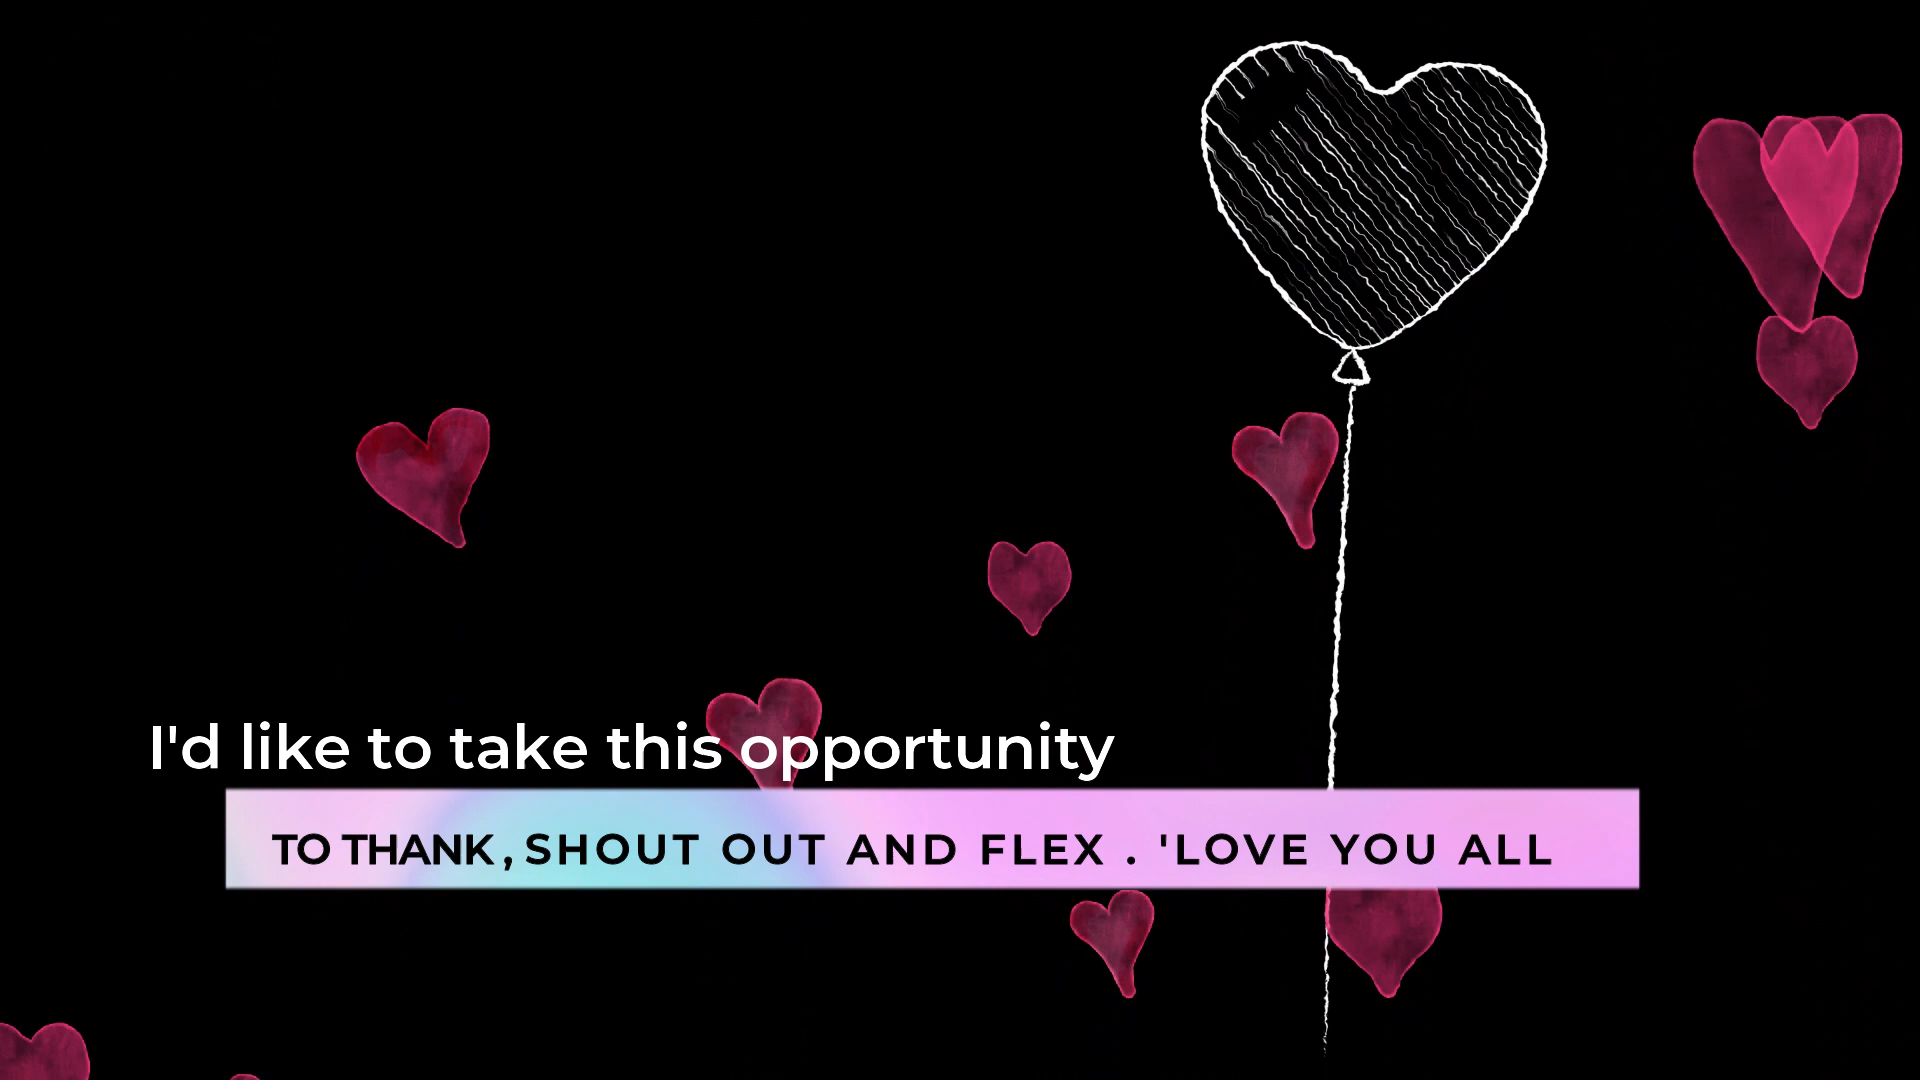 I'd like to take this opportunity
TO THANK, SHOUT OUT AND FLEX . 'LOVE YOU ALL